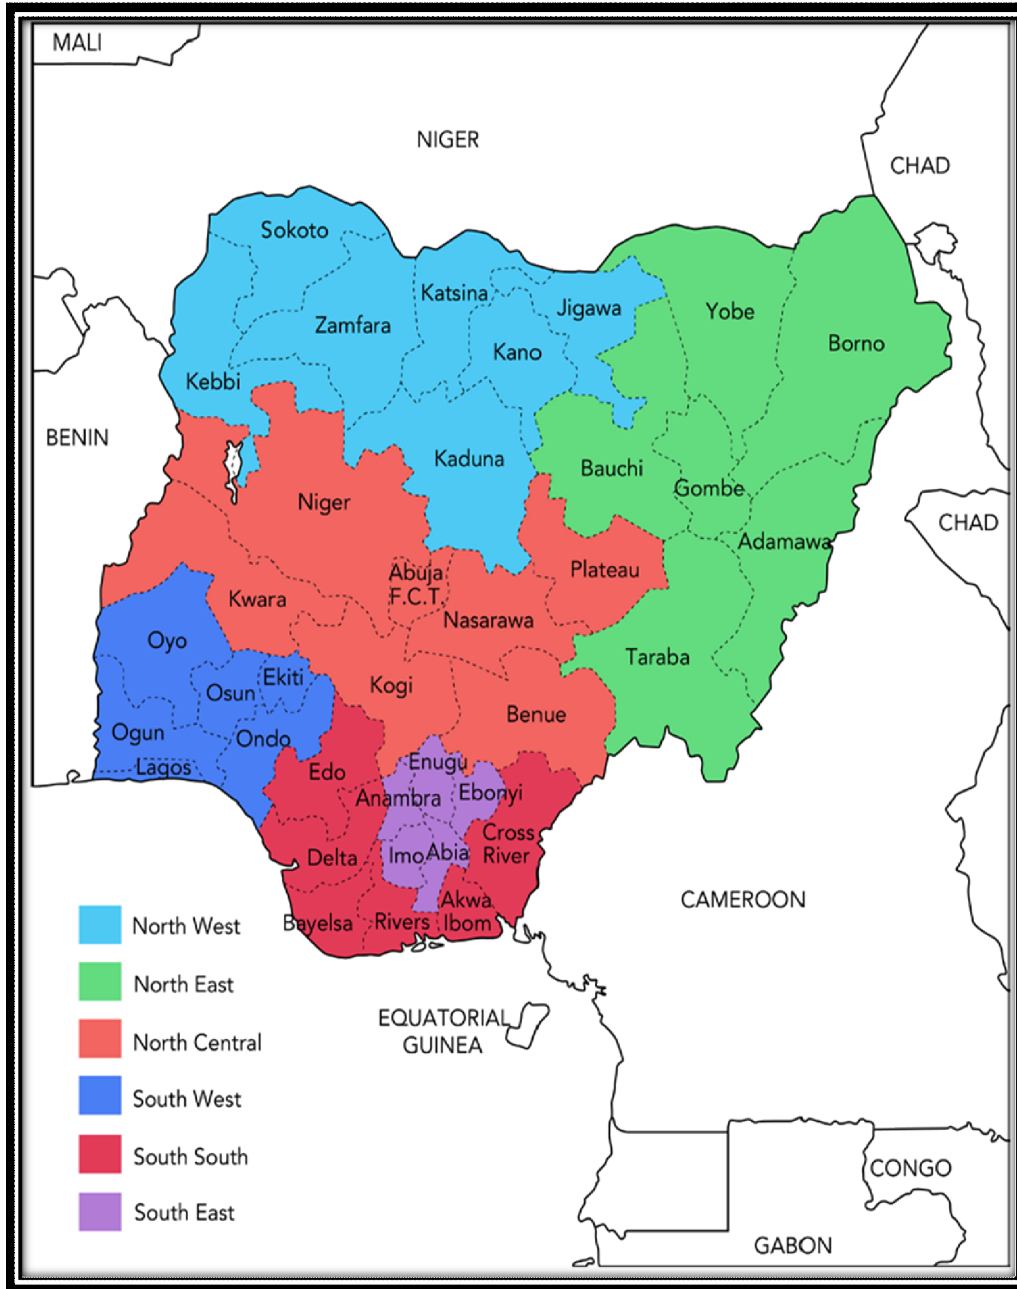 MALI
NIGER
CHAD
Sokoto
Katsina
Jigawa
Yobe
Zamfara
Kano
Borno
Kebbi
BENIN
Kaduna
Bauchi
Gombe
Niger
CHAD
Adamawa
Abuja
F.C.T.
Plateau
Kwara
Nasarawa
Oyo
Taraba
Ekiti
Osun
Kogi
Benue
Ogun
Ondo
Lagos
Enugu
Edo
Ebonyi
Anambra
Cross
River
Imo
Abia
Delta
Akwa
Ibom
Bayelsa
Rivers
CAMEROON
North West
North East
EQUATORIAL
GUINEA
North Central
South West
South South
South East
CONGO
GABON